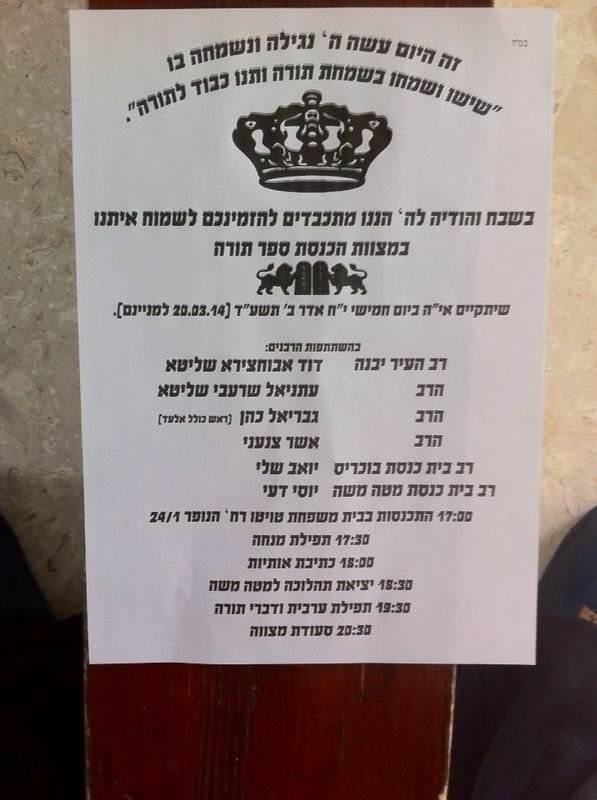 בס"ד
זה היום עשה ה' נגילה ונשמחה בו
"שישו ושמחו בשמחת תורה ותנו כבוד לתורה".
בשבח והודיה לה' הננו מתכבדים להזמינכם לשמוח איתנו
במצוות הכנסת ספר תורה
שיתקיים אי"ה ביום חמישי י"ח אדר ב' תשע"ד (20.03.14 למניינם).
בהשתתפות הרבנים:
רב העיר יבנה דוד אבוחצירא שליטא
הרב עתניאל שרעבי שליטא
הרב גבריאל כהן (ראש כולל אלעד)
הרב אשר צנעני
רב בית כנסת בוכריס יואב שלי
רב בית כנסת מטה משה יוסי דעי
17:00 התכנסות בבית משפחת טויטו רח' הנופר 24/1
17:30 תפילת מנחה
18:00 כתיבת אותיות
18:30 יציאת תהלוכה למטה משה
19:30 תפילת ערבית ודברי תורה
20:30 סעודת מצווה